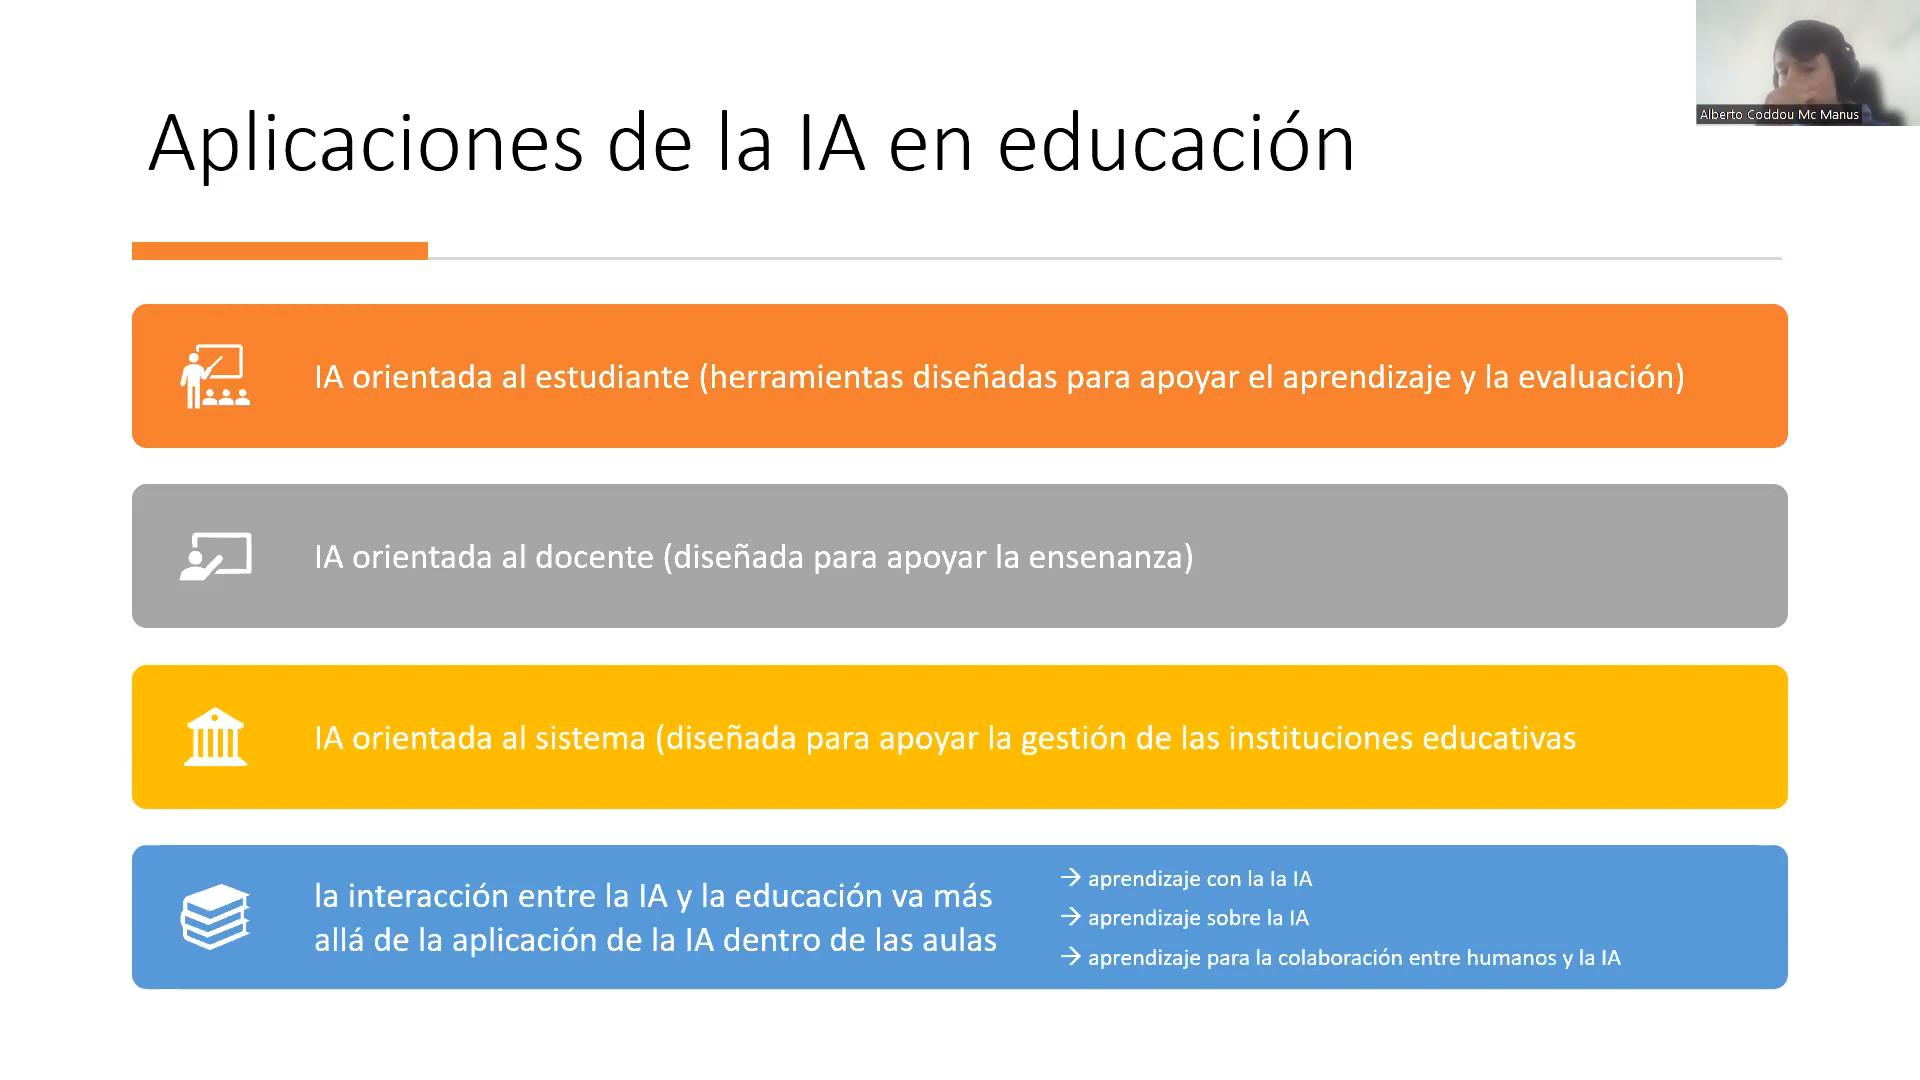 Aplicaciones de la IA en educación
Alberto Coddou Mc Manus
IA orientada al estudiante (herramientas diseñadas para apoyar el aprendizaje y la evaluación)
IA orientada al docente (diseñada para apoyar la ensenanza)
IA orientada al sistema (diseñada para apoyar la gestión de las instituciones educativas
la interacción entre la IA y la educación va más
allá de la aplicación de la IA dentro de las aulas
→ aprendizaje con la la IA
→ aprendizaje sobre la IA
→ aprendizaje para la colaboración entre humanos y la IA